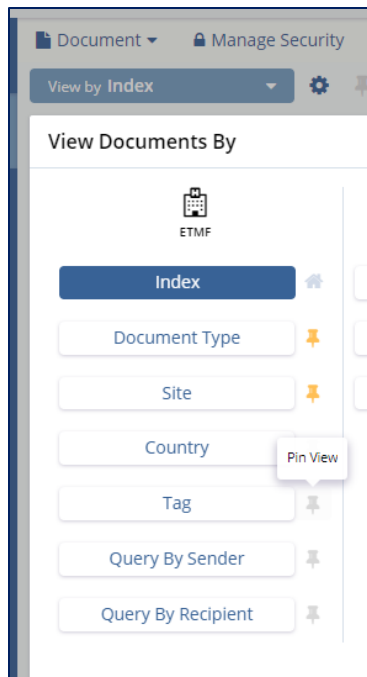 Document Manage Security
View by Index
View Documents By
ETMF
Index
Document Type
Site
Country
Pin View
Tag
Query By Sender
Query By Recipient